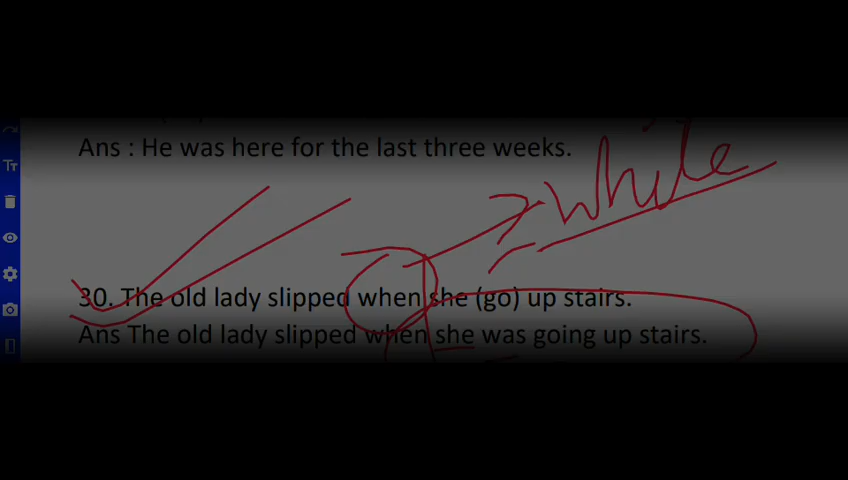 Ans : He was here for the last three weeks.
while
30. The old lady slipped when she (go) up stairs.
Ans The old lady slipped when she was going up stairs.